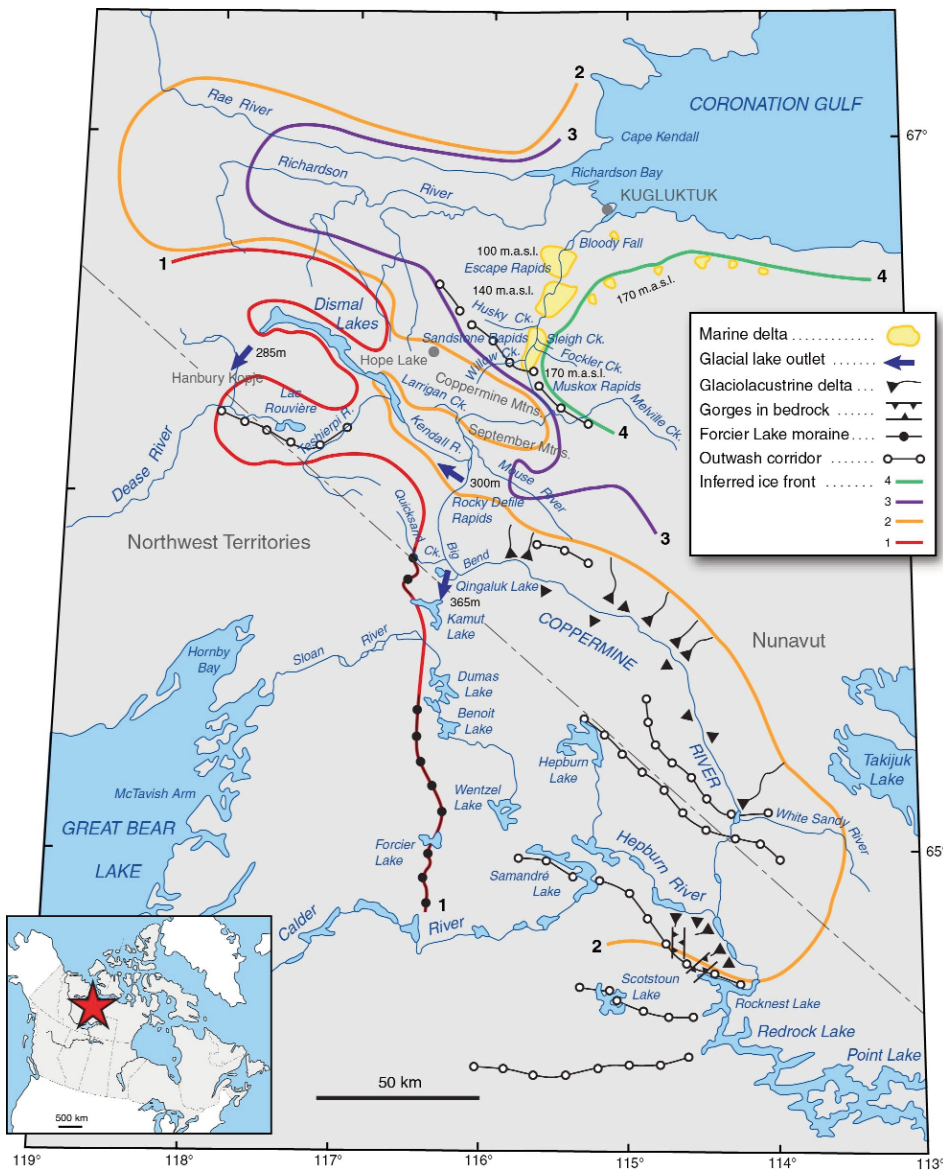 2
CORONATION GULF
Rae River
3
Cape Kendall
67°
Richardson
River
Richardson Bay
KUGLUKTUK
1
100 m.a.s.l.
Bloody Fall
Escape Rapids
4
140 m.a.s.l.
170 m.a.s.l.
Dismal
Lakes
Husky Ck.
Sandstone Rapids
Sleigh Ck.
285m
Hope Lake
Willow Ck.
Fockler Ck.
170 m.a.s.l.
Hanbury Kopje
Coppermine Mtns.
Muskox Rapids
Lac
Rouvière
Larrigan Ck.
Melville Ck.
Teshierpi R.
Kendall R.
September Mtns.
4
Dease River
300m
Mouse River
Rocky Defile
Rapids
3
Quicksand Ck.
Big
Bend
Northwest Territories
Qingaluk Lake
365m
Kamut
Lake
COPPERMINE
RIVER
Nunavut
Hornby
Bay
Sloan River
Dumas
Lake
Benoit
Lake
Hepburn
Lake
Takijuk
Lake
McTavish Arm
Wentzel
Lake
White Sandy River
GREAT BEAR
LAKE
Forcier
Lake
Hepburn River
65°
Samandré
Lake
1
Calder
River
2
Scotstoun
Lake
Rocknest Lake
Redrock Lake
Point Lake
50 km
500 km
119°
118°
117°
116°
115°
114°
113°
Marine delta
Glacial lake outlet
Glaciolacustrine delta
Gorges in bedrock
Forcier Lake moraine
Outwash corridor
Inferred ice front
4
3
2
1